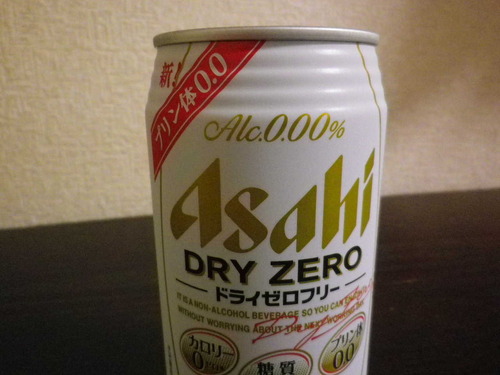 新!
プリン体0.0
Alc.0.00%
Asahi
DRY ZERO
ドライゼロフリー
IT IS A NON-ALCOHOL BEVERAGE SO YOU CAN
WITHOUT WORRYING ABOUT THE NEXT
カロリー
0
糖質
プリン体
0.0